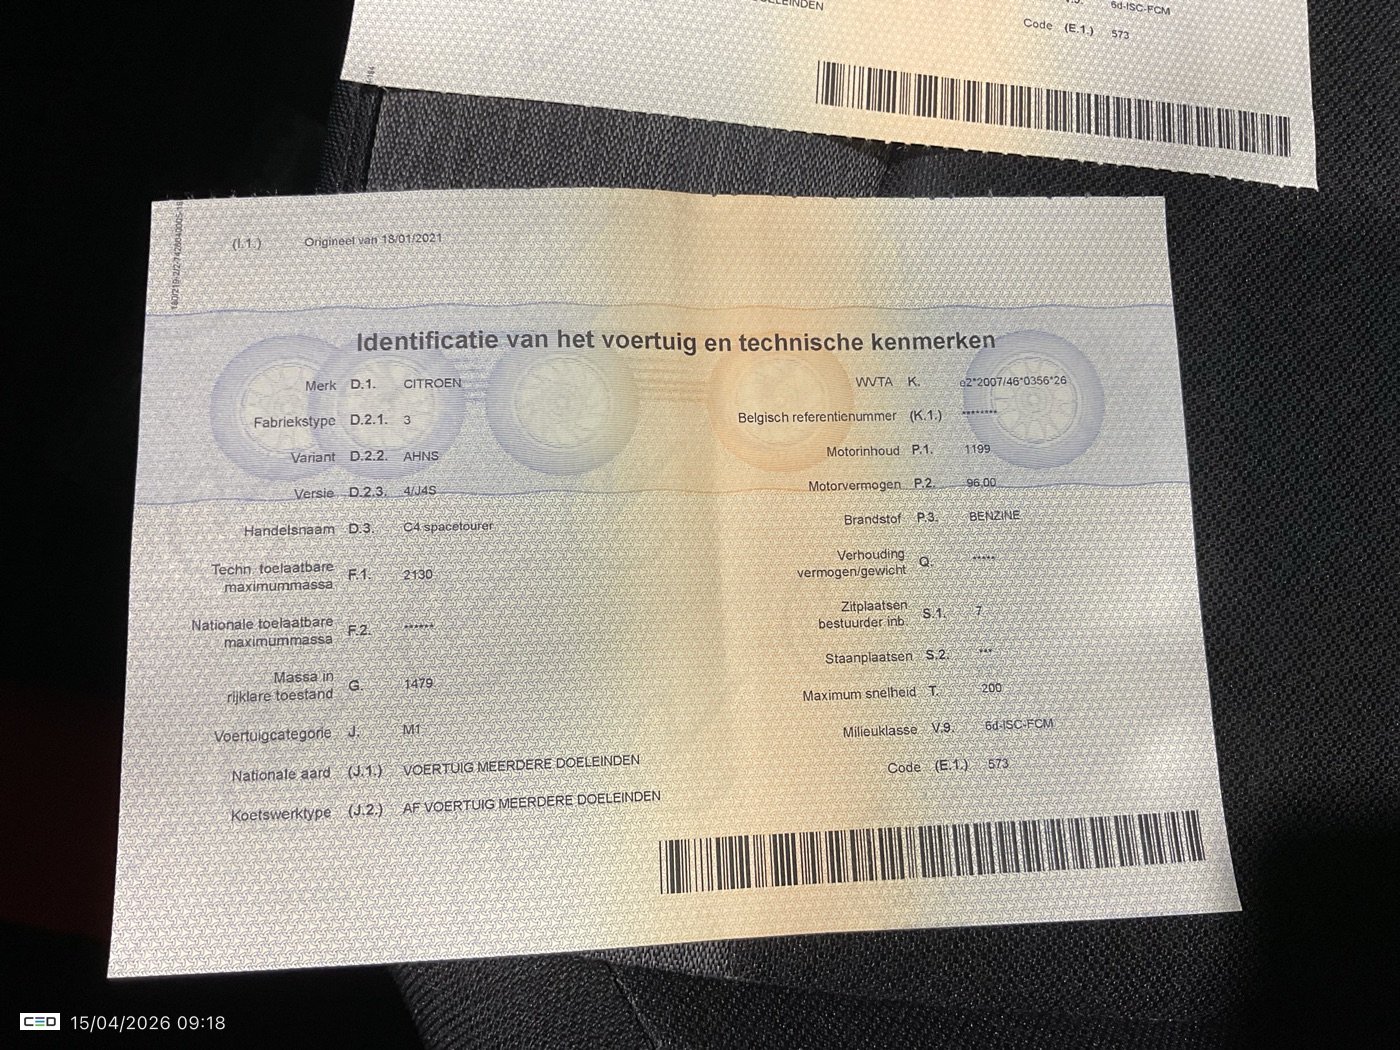 6d-ISC-FCM
Code (E.1.) 573
(I.1.) Origineel van 18/01/2021
Identificatie van het voertuig en technische kenmerken
Merk D.1. CITROEN
Fabriekstype D.2.1. 3
Variant D.2.2. AHNS
Versie D.2.3. 4/J4S
Handelsnaam D.3. C4 spacetourer
Techn. toelaatbare
maximummassa F.1. 2130
Nationale toelaatbare
maximummassa F.2. ******
Massa in
rijklare toestand G. 1479
Voertuigcategorie J. M1
Nationale aard (J.1.) VOERTUIG MEERDERE DOELEINDEN
Koetswerktype (J.2.) AF VOERTUIG MEERDERE DOELEINDEN
WVTA K. e2*2007/46*0356*26
Belgisch referentienummer (K.1.) ********
Motorinhoud P.1. 1199
Motorvermogen P.2. 96,00
Brandstof P.3. BENZINE
Verhouding
vermogen/gewicht Q. *****
Zitplaatsen
bestuurder inb. S.1. 7
Staanplaatsen S.2. ***
Maximum snelheid T. 200
Milieuklasse V.9. 6d-ISC-FCM
Code (E.1.) 573
CED 15/04/2026 09:18